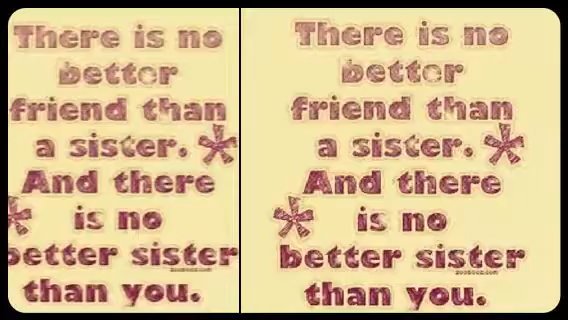 There is no
better
friend than
a sister.
And there
is no
better sister
than you.
There is no
better
friend than
a sister.
And there
is no
better sister
than you.